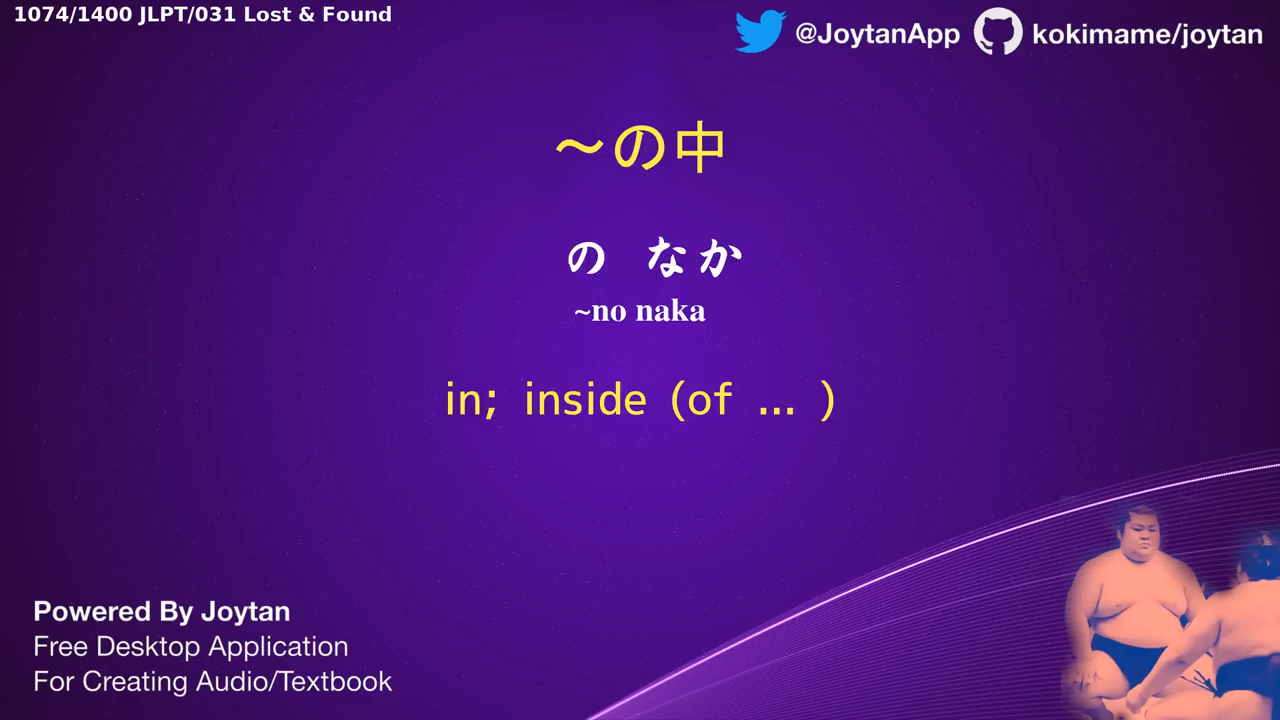 1074/1400 JLPT/031 Lost & Found
@JoytanApp kokimame/joytan
～の中
の なか
~no naka
in; inside (of ... )
Powered By Joytan
Free Desktop Application
For Creating Audio/Textbook